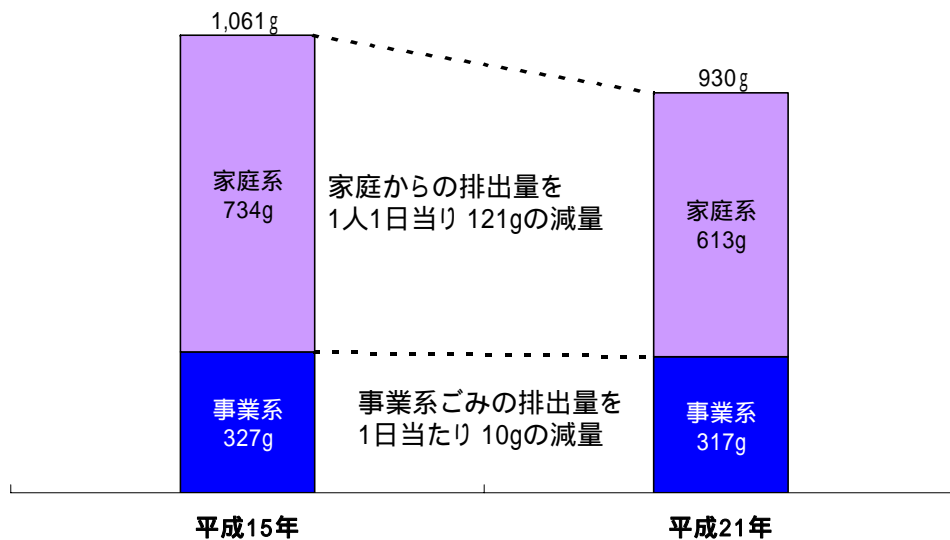 1,061g
930g
家庭系
734g
家庭からの排出量を
1人1日当り 121gの減量
家庭系
613g
事業系
327g
事業系ごみの排出量を
1日当たり 10gの減量
事業系
317g
平成15年
平成21年